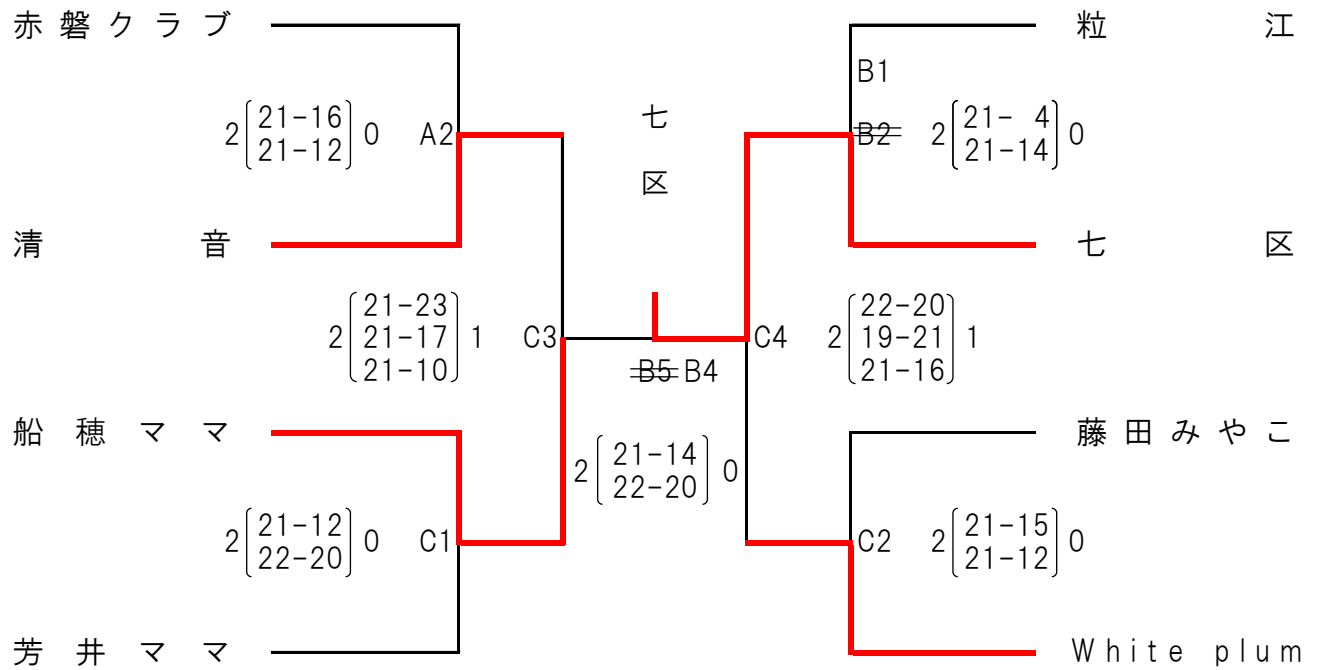 赤磐クラブ
粒江
B1
七区
2 21-16 0 A2
21-12
B2 2 21- 4 0
21-14
清音
七区
21-23
2 21-17 1 C3
21-10
22-20
C4 2 19-21 1
21-16
B5 B4
船穂ママ
藤田みやこ
2 21-14 0
22-20
2 21-12 0 C1
22-20
C2 2 21-15 0
21-12
芳井ママ
White plum